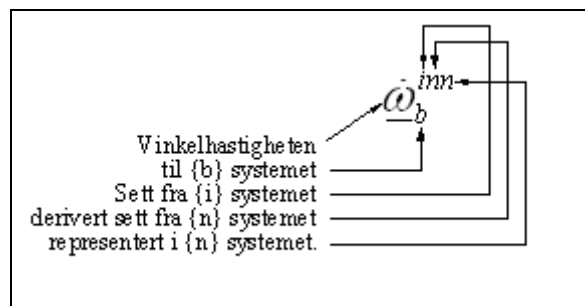 ω̲̇ inn
b
Vinkelhastigheten
til {b} systemet
Sett fra {i} systemet
derivert sett fra {n} systemet
representert i {n} systemet.